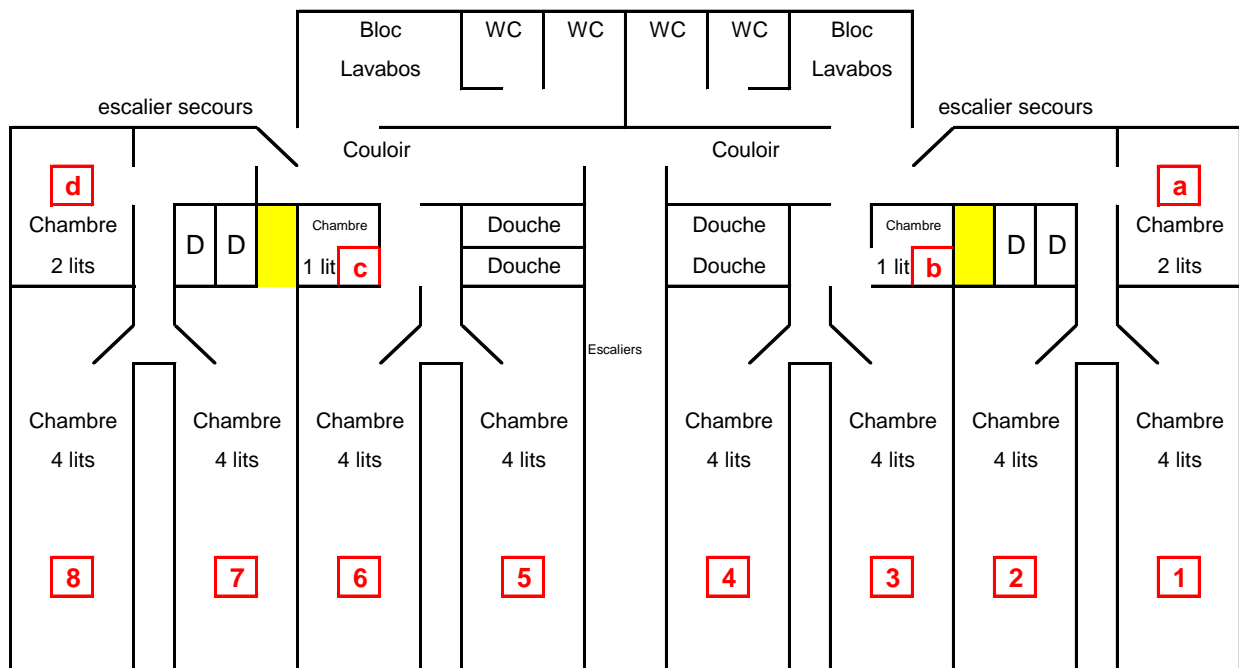 Bloc WC WC WC WC Bloc
Lavabos Lavabos
escalier secours escalier secours
Couloir Couloir
d a
Chambre Chambre Douche Douche Chambre Chambre
D D D D
2 lits 1 lit c Douche Douche 1 lit b 2 lits
Escaliers
Chambre Chambre Chambre Chambre Chambre Chambre Chambre Chambre
4 lits 4 lits 4 lits 4 lits 4 lits 4 lits 4 lits 4 lits
8 7 6 5 4 3 2 1